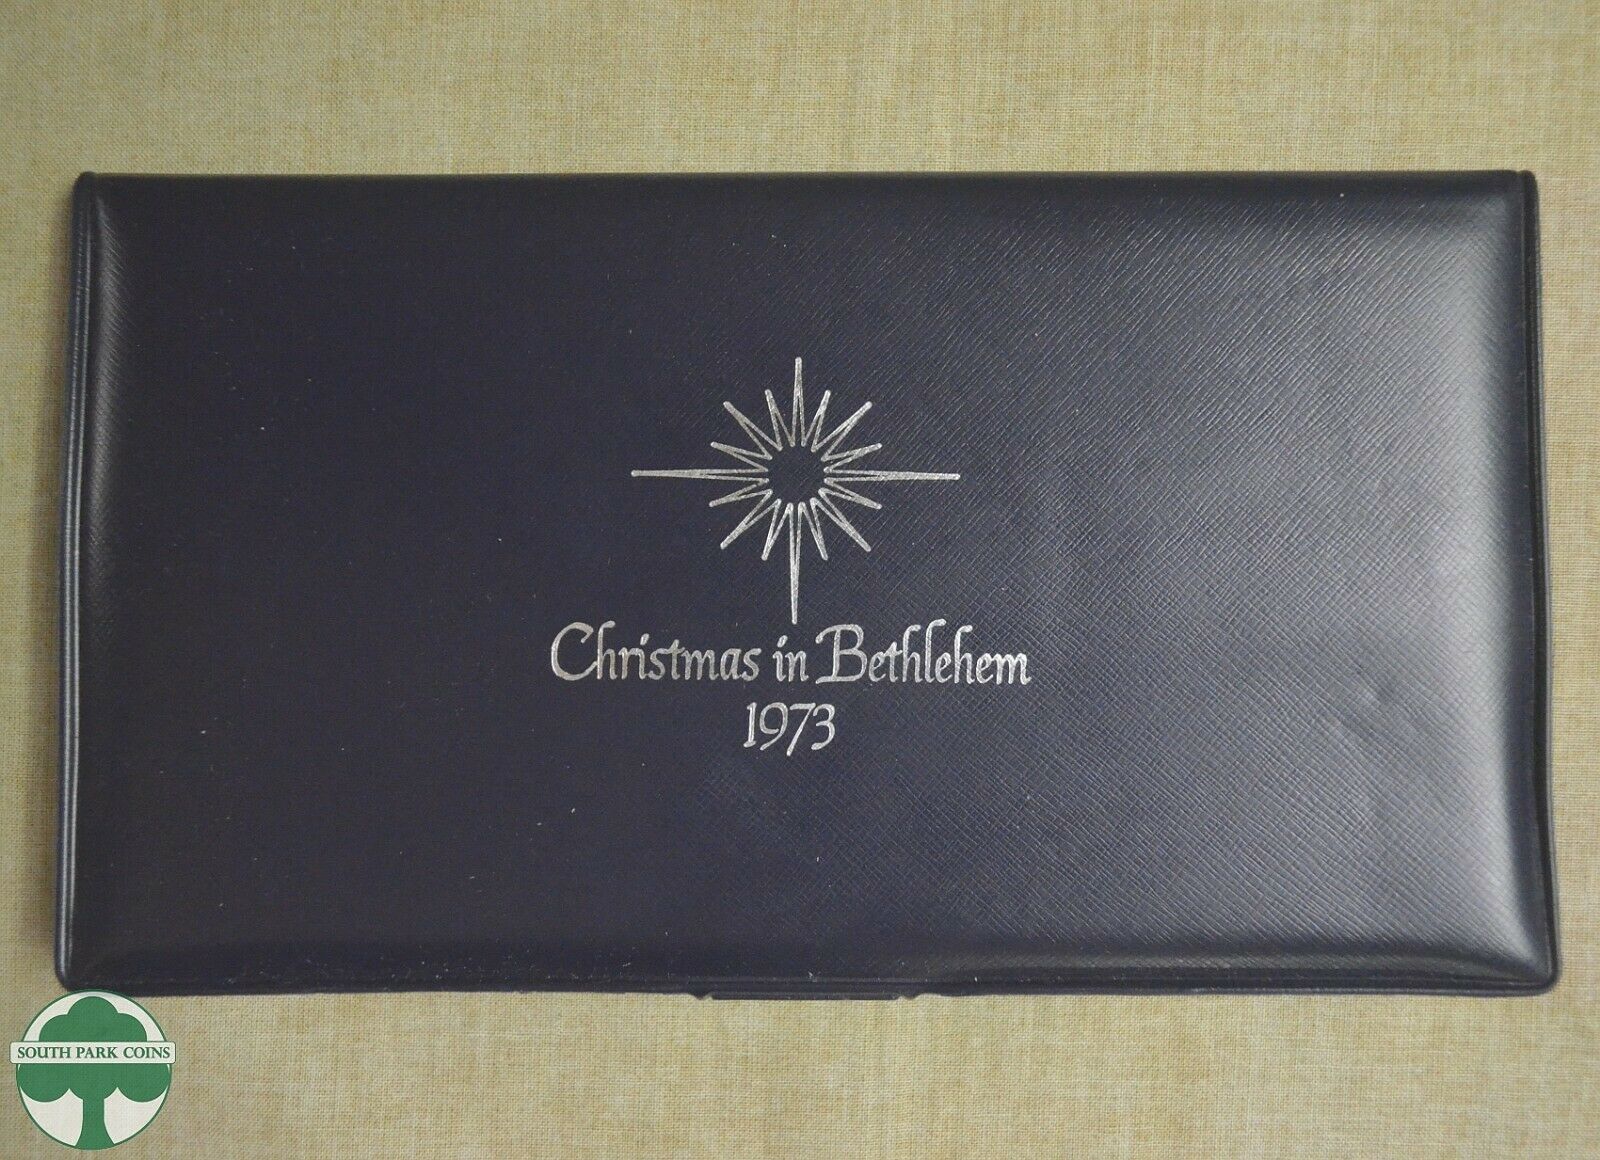 Christmas in Bethlehem
1973
SOUTH PARK COINS